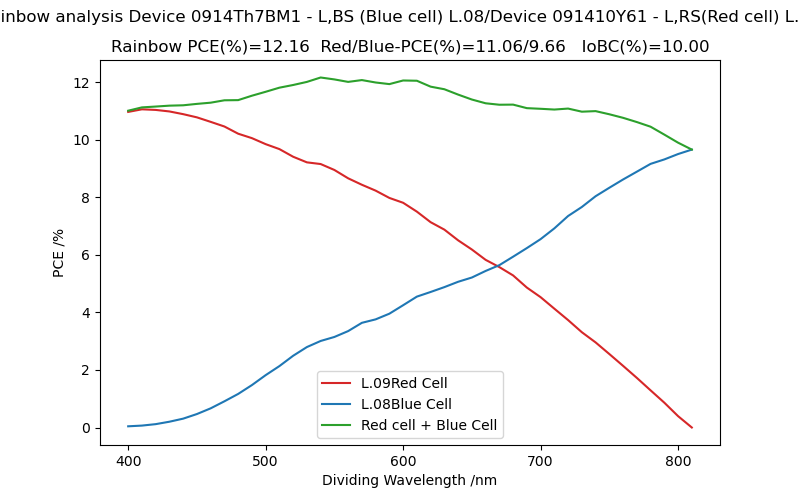 inbow analysis Device 0914Th7BM1 - L,BS (Blue cell) L.08/Device 091410Y61 - L,RS(Red cell) L.
Rainbow PCE(%)=12.16  Red/Blue-PCE(%)=11.06/9.66   IoBC(%)=10.00
PCE /%
12
10
8
6
4
2
0
L.09Red Cell
L.08Blue Cell
Red cell + Blue Cell
400 500 600 700 800
Dividing Wavelength /nm